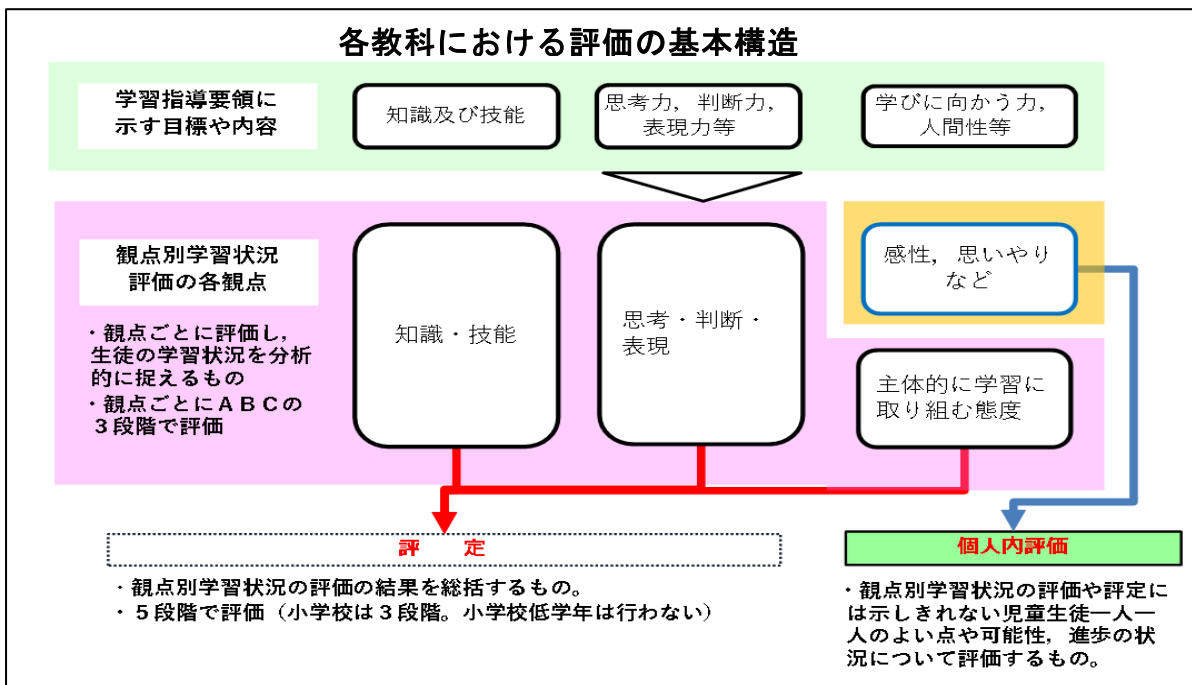 各教科における評価の基本構造
学習指導要領に
示す目標や内容
知識及び技能
思考力，判断力，
表現力等
学びに向かう力，
人間性等
観点別学習状況
評価の各観点
・観点ごとに評価し，
生徒の学習状況を分析
的に捉えるもの
・観点ごとにＡＢＣの
３段階で評価
知識・技能
思考・判断・
表現
感性，思いやり
など
主体的に学習に
取り組む態度
評　定
・観点別学習状況の評価の結果を総括するもの。
・５段階で評価（小学校は３段階。小学校低学年は行わない）
個人内評価
・観点別学習状況の評価や評定に
は示しきれない児童生徒一人一
人のよい点や可能性，進歩の状
況について評価するもの。